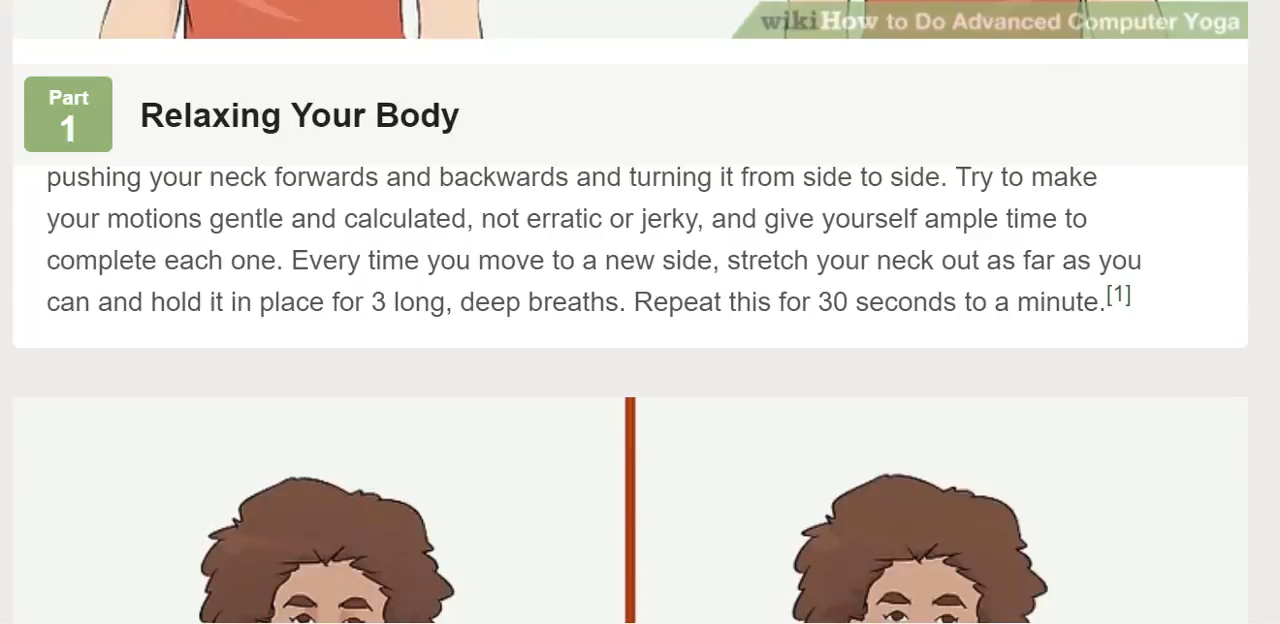 wikiHow to Do Advanced Computer Yoga
Part
1
Relaxing Your Body
pushing your neck forwards and backwards and turning it from side to side. Try to make
your motions gentle and calculated, not erratic or jerky, and give yourself ample time to
complete each one. Every time you move to a new side, stretch your neck out as far as you
can and hold it in place for 3 long, deep breaths. Repeat this for 30 seconds to a minute.[1]